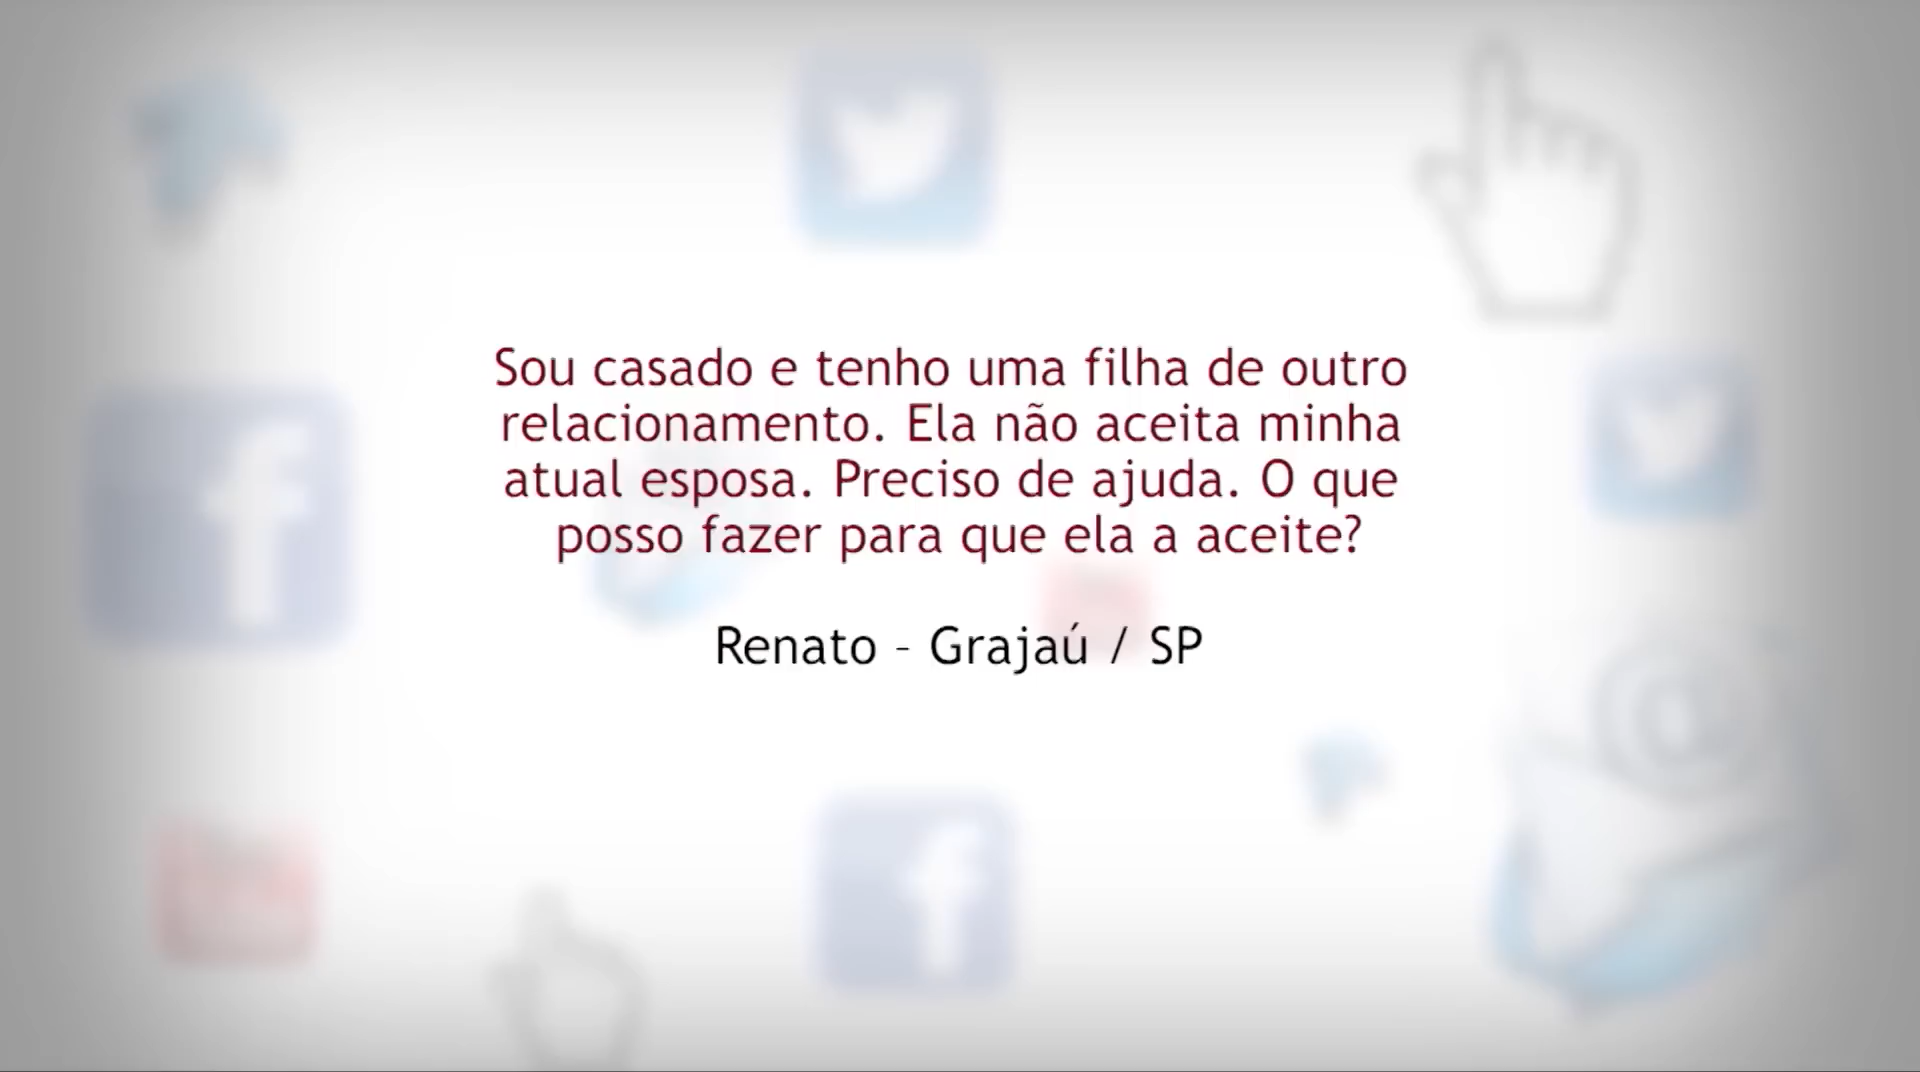 Sou casado e tenho uma filha de outro
relacionamento. Ela não aceita minha
atual esposa. Preciso de ajuda. O que
posso fazer para que ela a aceite?
Renato - Grajaú / SP